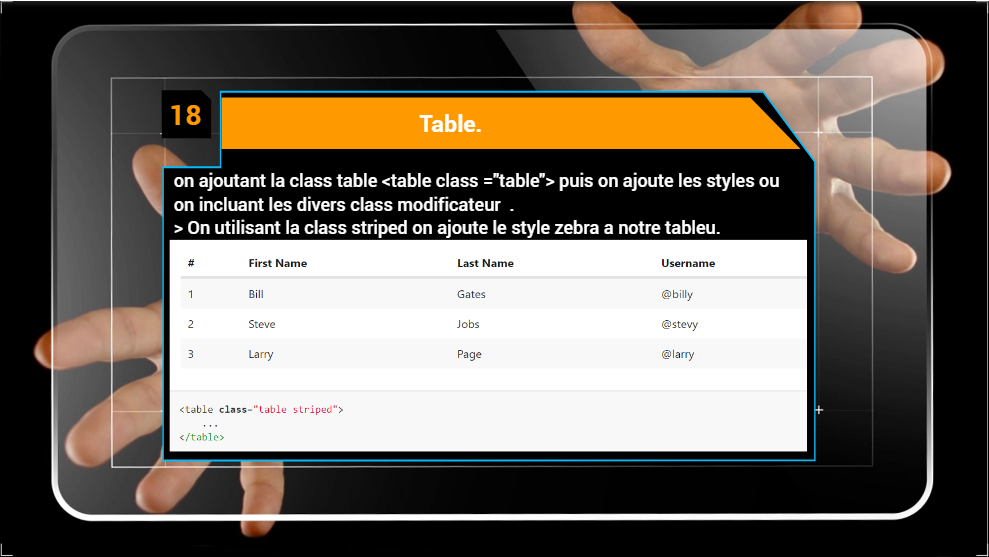 18
Table.
on ajoutant la class table <table class ="table"> puis on ajoute les styles ou
on incluant les divers class modificateur .
> On utilisant la class striped on ajoute le style zebra a notre tableu.
# First Name Last Name Username
1 Bill Gates @billy
2 Steve Jobs @stevy
3 Larry Page @larry
<table class="table striped">
...
</table>